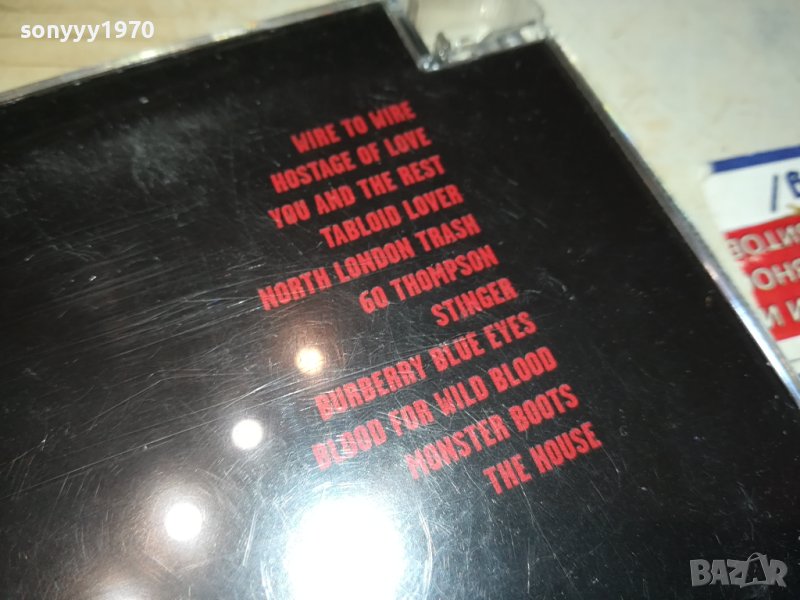 sonyyy1970
WIRE TO WIRE
HOSTAGE OF LOVE
YOU AND THE REST
TABLOID LOVER
NORTH LONDON TRASH
60 THOMPSON
STINGER
BURBERRY BLUE EYES
BLOOD FOR WILD BLOOD
MONSTER BOOTS
THE HOUSE
BAZAR